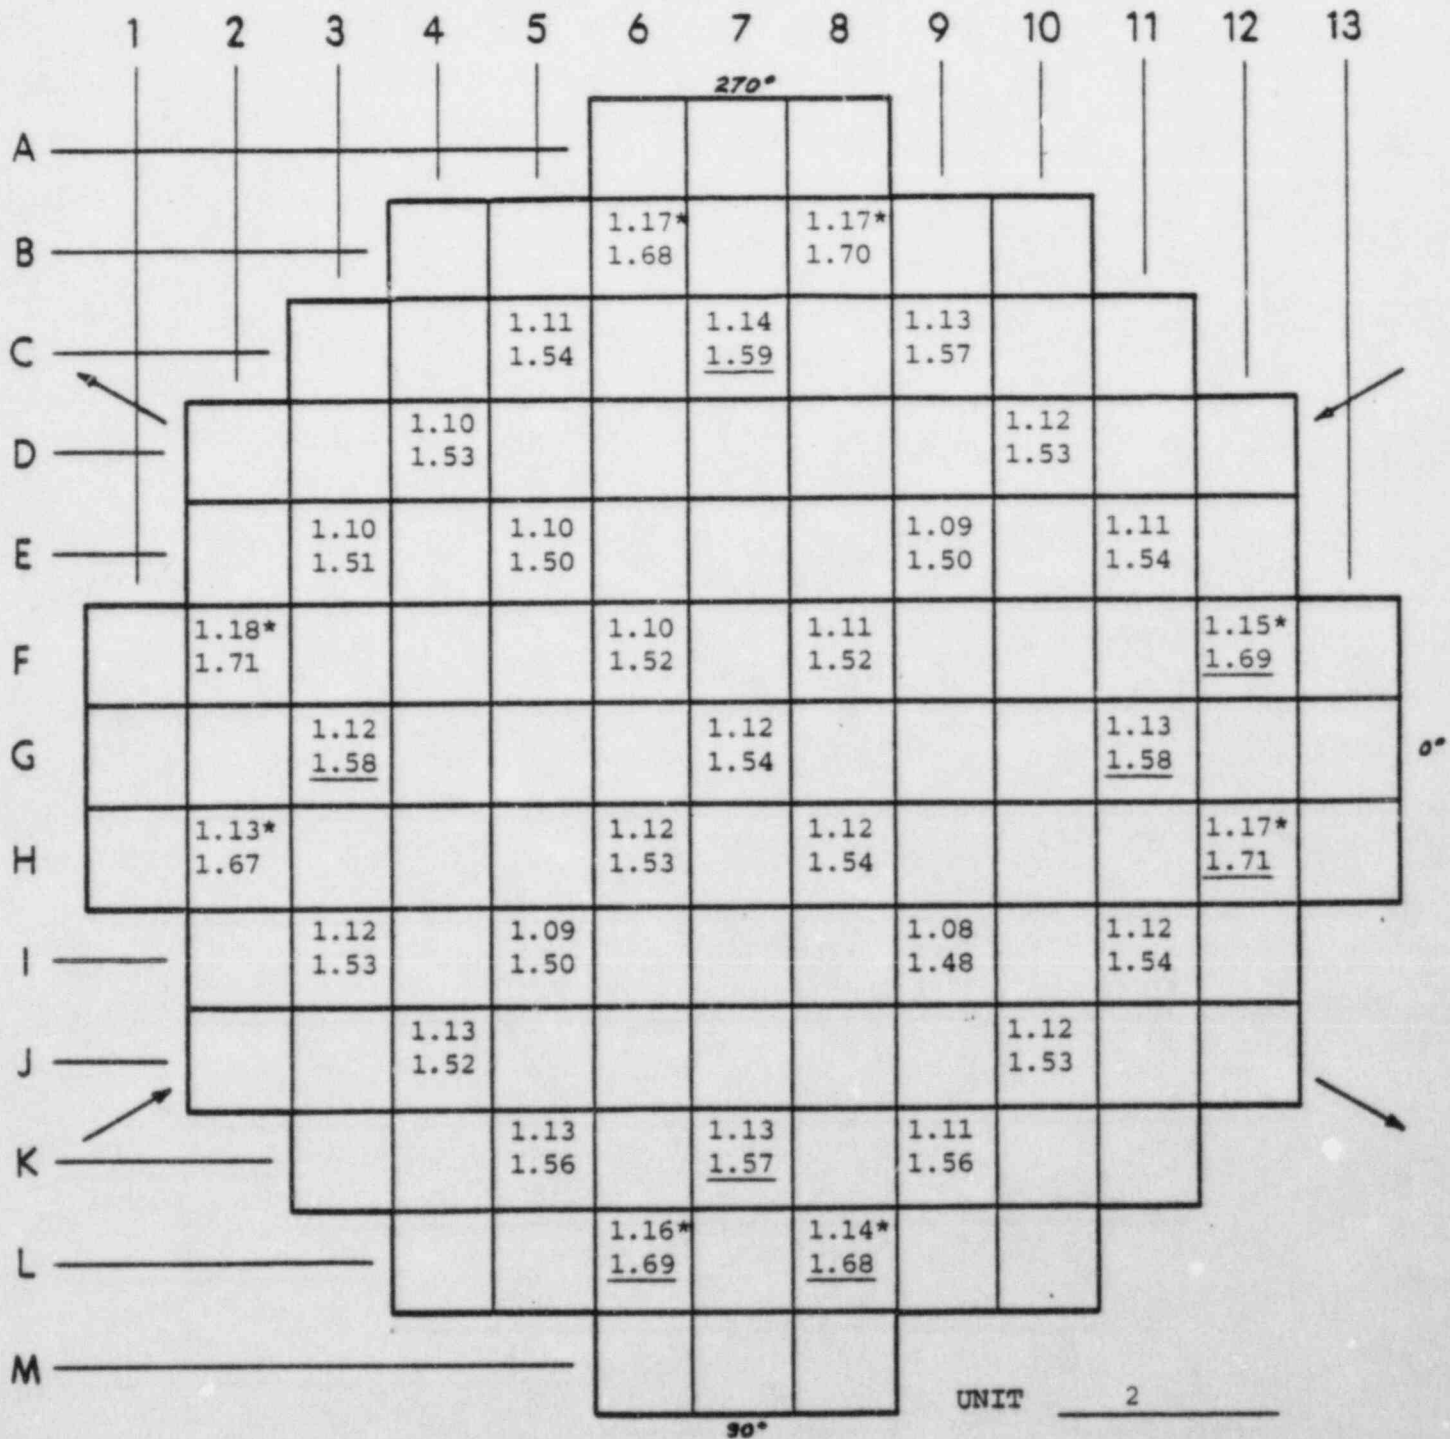 1 2 3 4 5 6 7 8 9 10 11 12 13
270°
A
B 1.17* 1.17*
1.68 1.70
C 1.11 1.14 1.13
1.54 1.59 1.57
D 1.10 1.12
1.53 1.53
E 1.10 1.10 1.09 1.11
1.51 1.50 1.50 1.54
F 1.18* 1.10 1.11 1.15*
1.71 1.52 1.52 1.69
G 1.12 1.12 1.13 0°
1.58 1.54 1.58
H 1.13* 1.12 1.12 1.17*
1.67 1.53 1.54 1.71
I 1.12 1.09 1.08 1.12
1.53 1.50 1.48 1.54
J 1.13 1.12
1.52 1.53
K 1.13 1.13 1.11
1.56 1.57 1.56
L 1.16* 1.14*
1.69 1.68
M
UNIT 2
90°